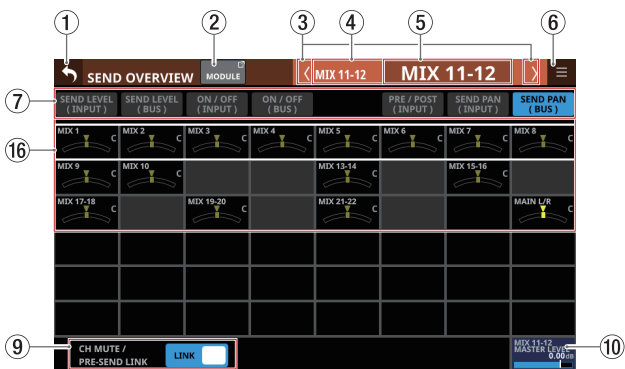 1 2 3 4 5 6
SEND OVERVIEW MODULE MIX 11-12 MIX 11-12
7
SEND LEVEL (INPUT) SEND LEVEL (BUS) ON / OFF (INPUT) ON / OFF (BUS) PRE / POST (INPUT) SEND PAN (INPUT) SEND PAN (BUS)
16
MIX 1 C MIX 2 C MIX 3 C MIX 4 C MIX 5 C MIX 6 C MIX 7 C MIX 8 C
MIX 9 C MIX 10 C MIX 13-14 C MIX 15-16 C
MIX 17-18 C MIX 19-20 C MIX 21-22 C MAIN L/R C
9
CH MUTE /
PRE-SEND LINK
LINK
MIX 11-12
MASTER LEVEL
0.00dB
10